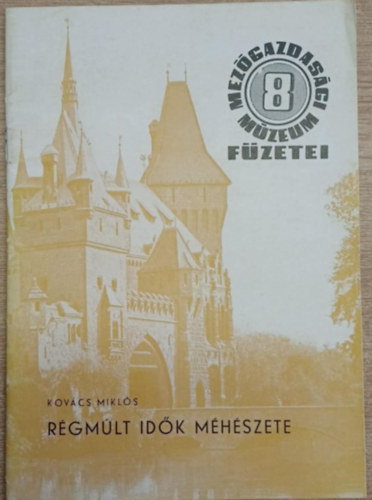 MEZŐGAZDASÁGI
8
MÚZEUM
FÜZETEI
KOVÁCS MIKLÓS
RÉGMÚLT IDŐK MÉHÉSZETE